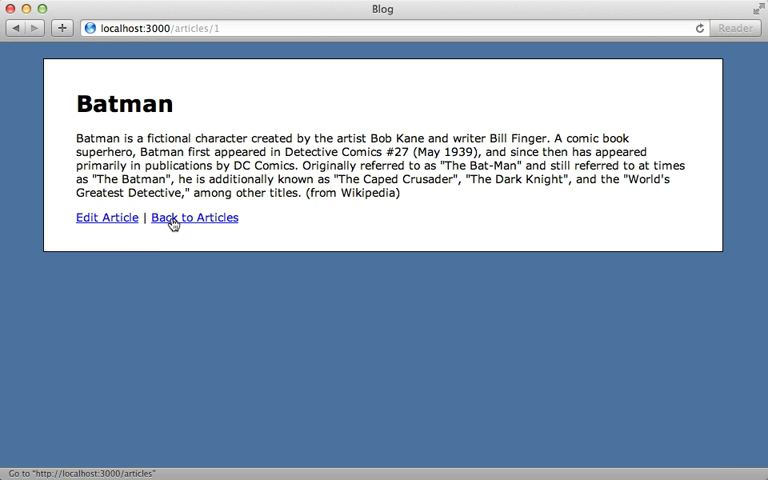 Blog
localhost:3000/articles/1
Reader
Batman
Batman is a fictional character created by the artist Bob Kane and writer Bill Finger. A comic book
superhero, Batman first appeared in Detective Comics #27 (May 1939), and since then has appeared
primarily in publications by DC Comics. Originally referred to as "The Bat-Man" and still referred to at times
as "The Batman", he is additionally known as "The Caped Crusader", "The Dark Knight", and the "World's
Greatest Detective," among other titles. (from Wikipedia)
Edit Article | Back to Articles
Go to "http://localhost:3000/articles"